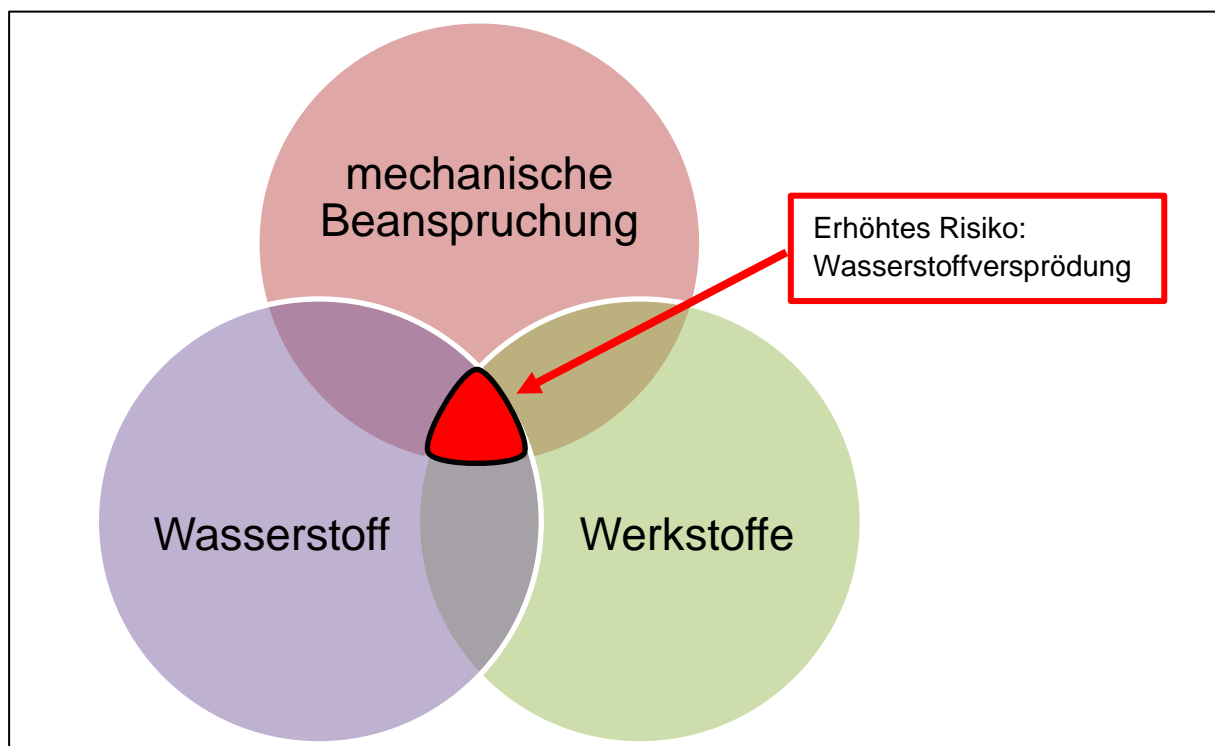 mechanische
Beanspruchung
Erhöhtes Risiko:
Wasserstoffversprödung
Wasserstoff
Werkstoffe